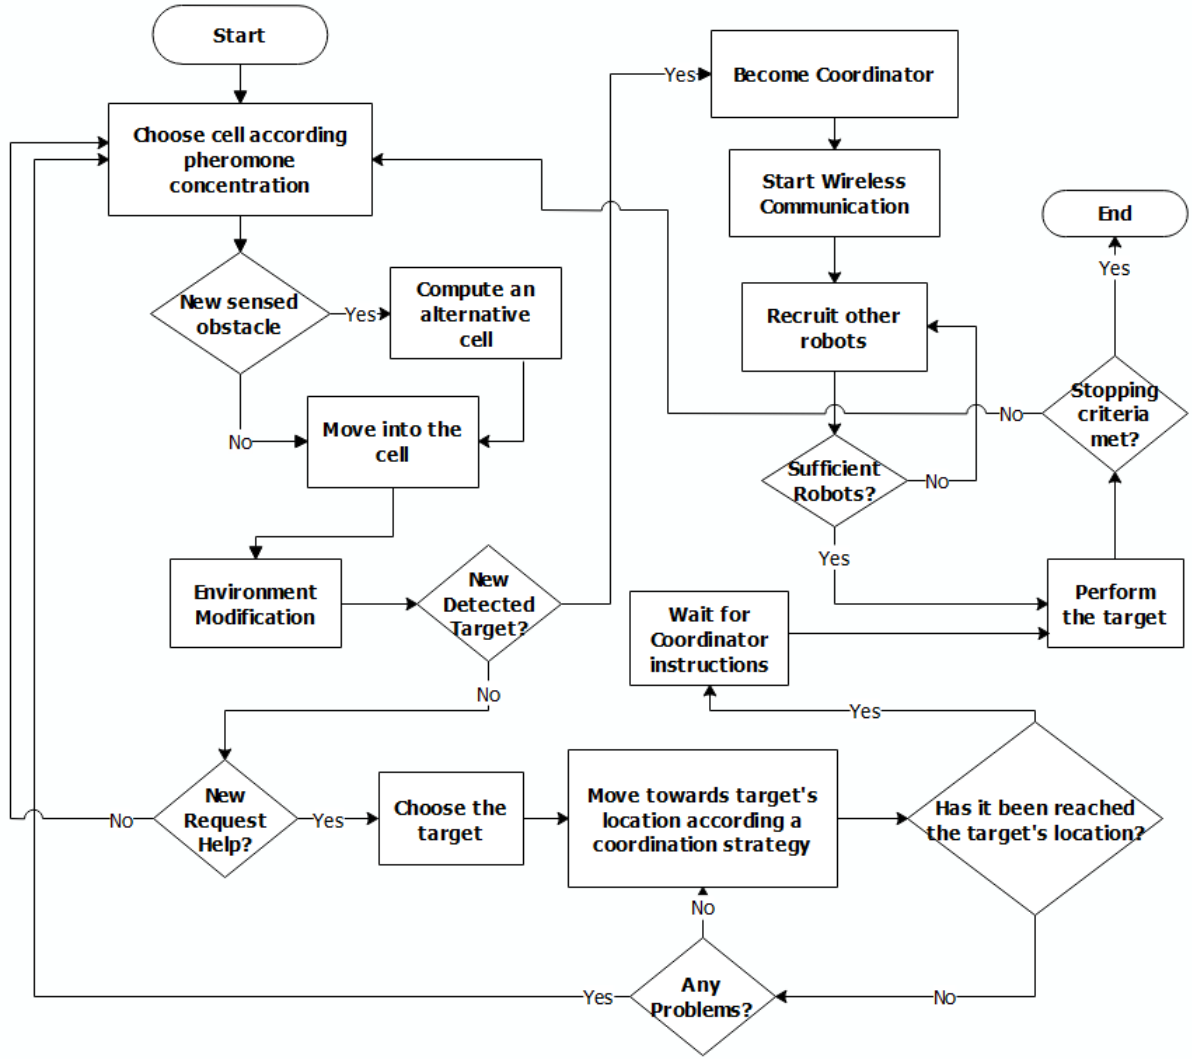 Start
Choose cell according
pheromone
concentration
New sensed
obstacle
Yes
Compute an
alternative
cell
No
Move into the
cell
Environment
Modification
New
Detected
Target?
Yes
Become Coordinator
Start Wireless
Communication
Recruit other
robots
Sufficient
Robots?
No
Yes
Perform
the target
Stopping
criteria
met?
No
Yes
End
No
New
Request
Help?
No
Yes
Choose the
target
Move towards target's
location according a
coordination strategy
Has it been reached
the target's location?
Yes
Wait for
Coordinator
instructions
No
Any
Problems?
No
Yes